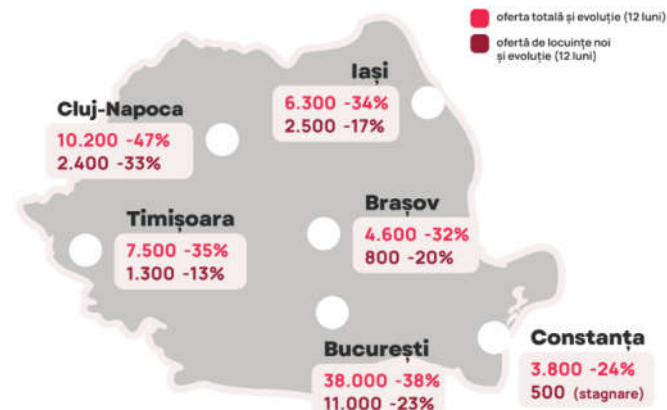 oferta totală și evoluție (12 luni)
ofertă de locuințe noi
și evoluție (12 luni)
Iași
6.300 -34%
2.500 -17%
Cluj-Napoca
10.200 -47%
2.400 -33%
Brașov
4.600 -32%
800 -20%
Timișoara
7.500 -35%
1.300 -13%
București
38.000 -38%
11.000 -23%
Constanța
3.800 -24%
500 (stagnare)